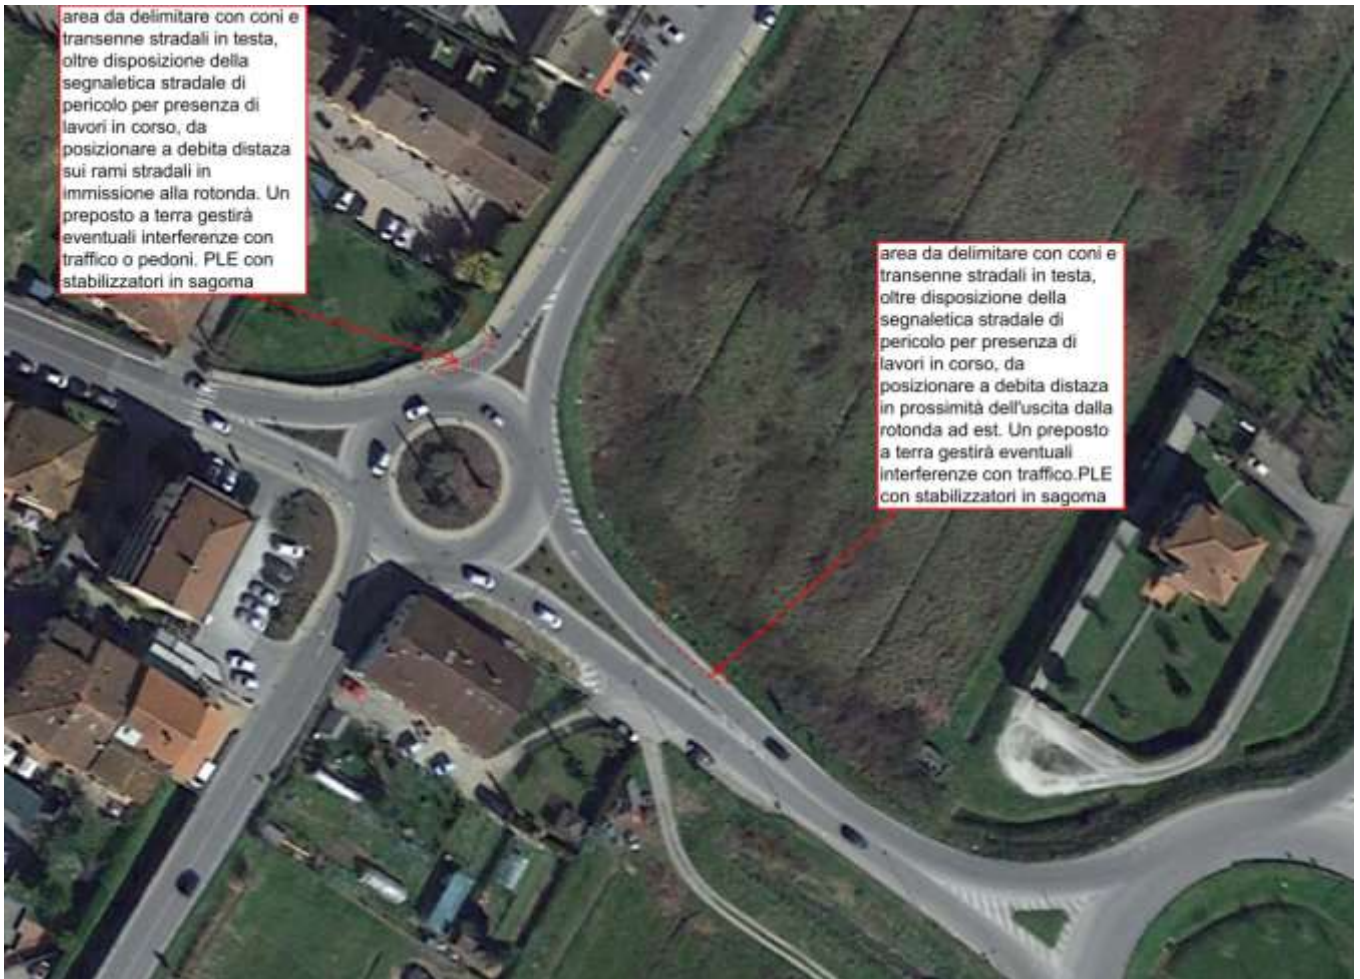 area da delimitare con coni e
transenne stradali in testa,
oltre disposizione della
segnaletica stradale di
pericolo per presenza di
lavori in corso, da
posizionare a debita distaza
sui rami stradali in
immissione alla rotonda. Un
preposto a terra gestirà
eventuali interferenze con
traffico o pedoni. PLE con
stabilizzatori in sagoma
area da delimitare con coni e
transenne stradali in testa,
oltre disposizione della
segnaletica stradale di
pericolo per presenza di
lavori in corso, da
posizionare a debita distaza
in prossimità dell'uscita dalla
rotonda ad est. Un preposto
a terra gestirà eventuali
interferenze con traffico.PLE
con stabilizzatori in sagoma